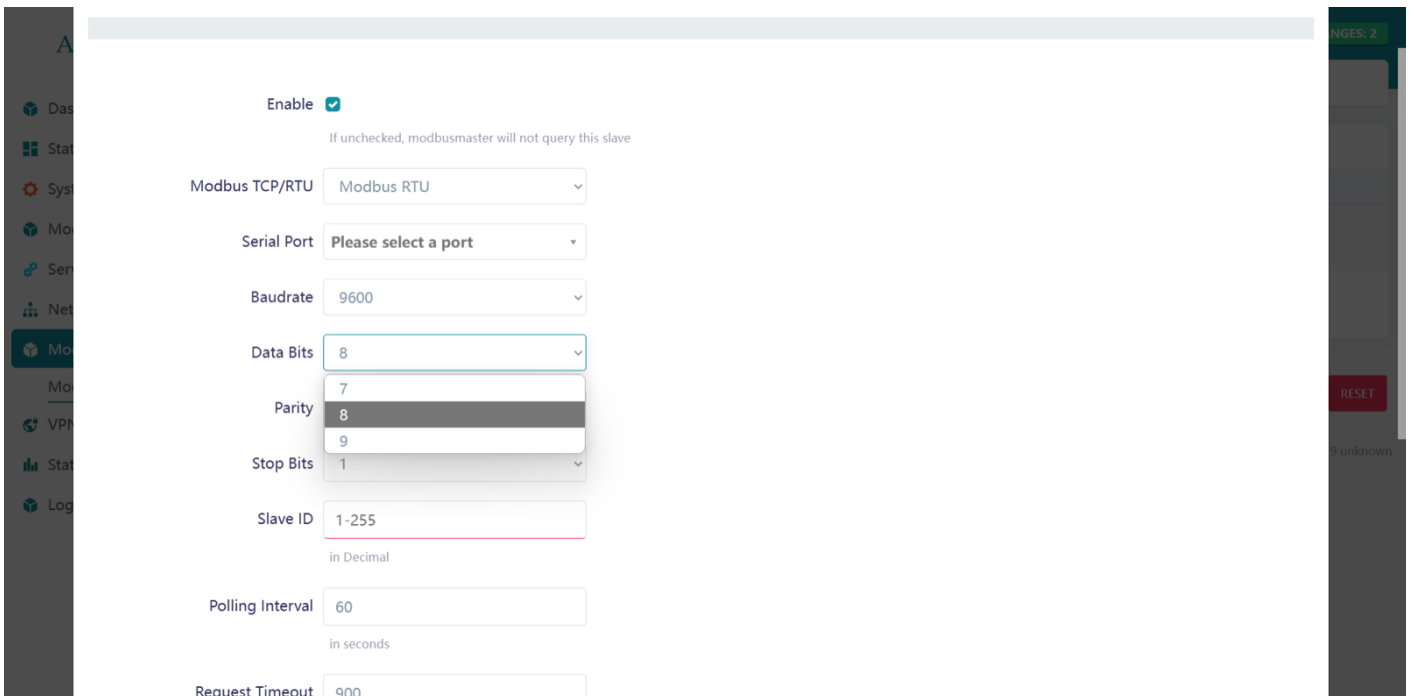 A
NGES: 2
Das
Enable
If unchecked, modbusmaster will not query this slave
Stat
Modbus TCP/RTU Modbus RTU
Syst
Mo
Serial Port Please select a port
Serv
Baudrate 9600
Net
Mo
Data Bits 8
Mo
7
RESET
Parity
8
VPN
9
9 unknown
Stat
Stop Bits 1
Log
Slave ID 1-255
in Decimal
Polling Interval 60
in seconds
Request Timeout 900